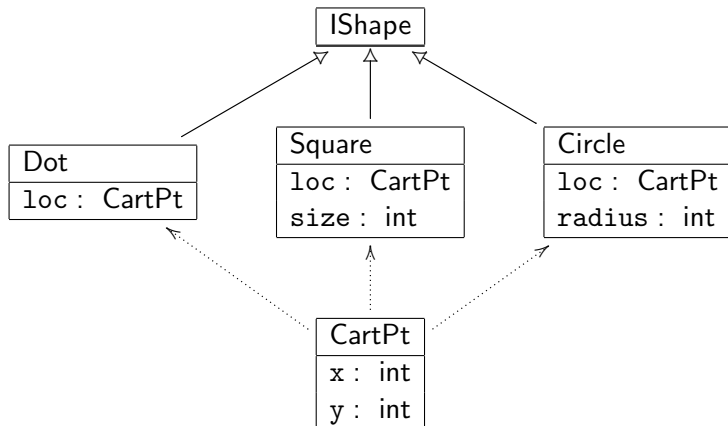 IShape
Dot
loc : CartPt
Square
loc : CartPt
size : int
Circle
loc : CartPt
radius : int
CartPt
x : int
y : int